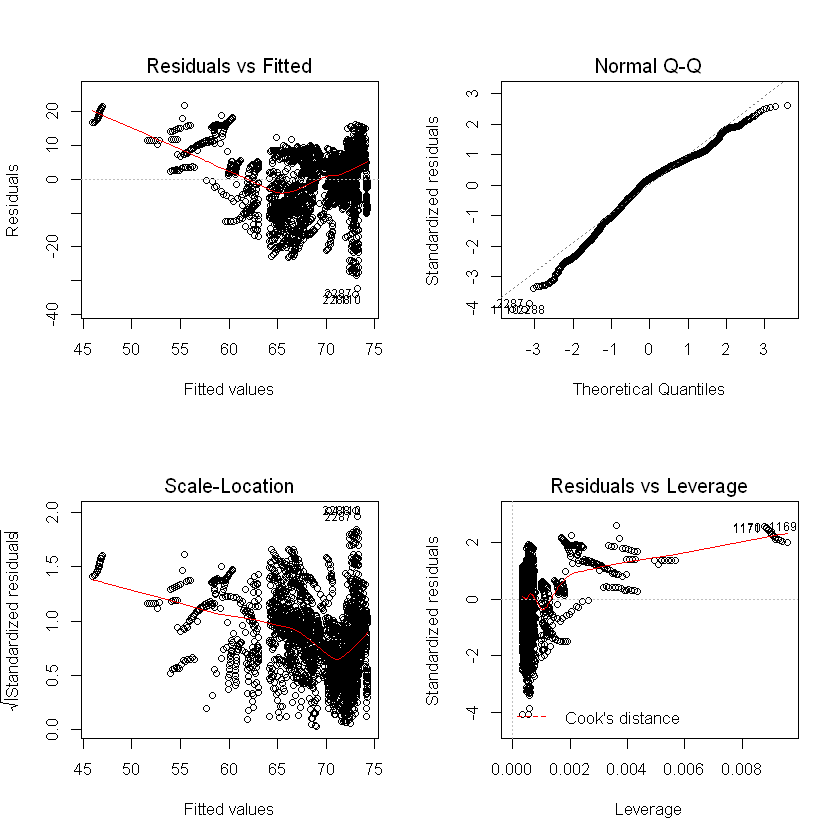 Residuals vs Fitted
Residuals
20
10
0
-20
-40
45 50 55 60 65 70 75
Fitted values
2287
Normal Q-Q
Standardized residuals
3
2
1
0
-1
-2
-3
-4
-3 -2 -1 0 1 2 3
Theoretical Quantiles
2287
2288
Scale-Location
√|Standardized residuals|
2.0
1.5
1.0
0.5
0.0
45 50 55 60 65 70 75
Fitted values
2287
Residuals vs Leverage
Standardized residuals
2
0
-2
-4
0.000 0.002 0.004 0.006 0.008
Leverage
1169
Cook's distance